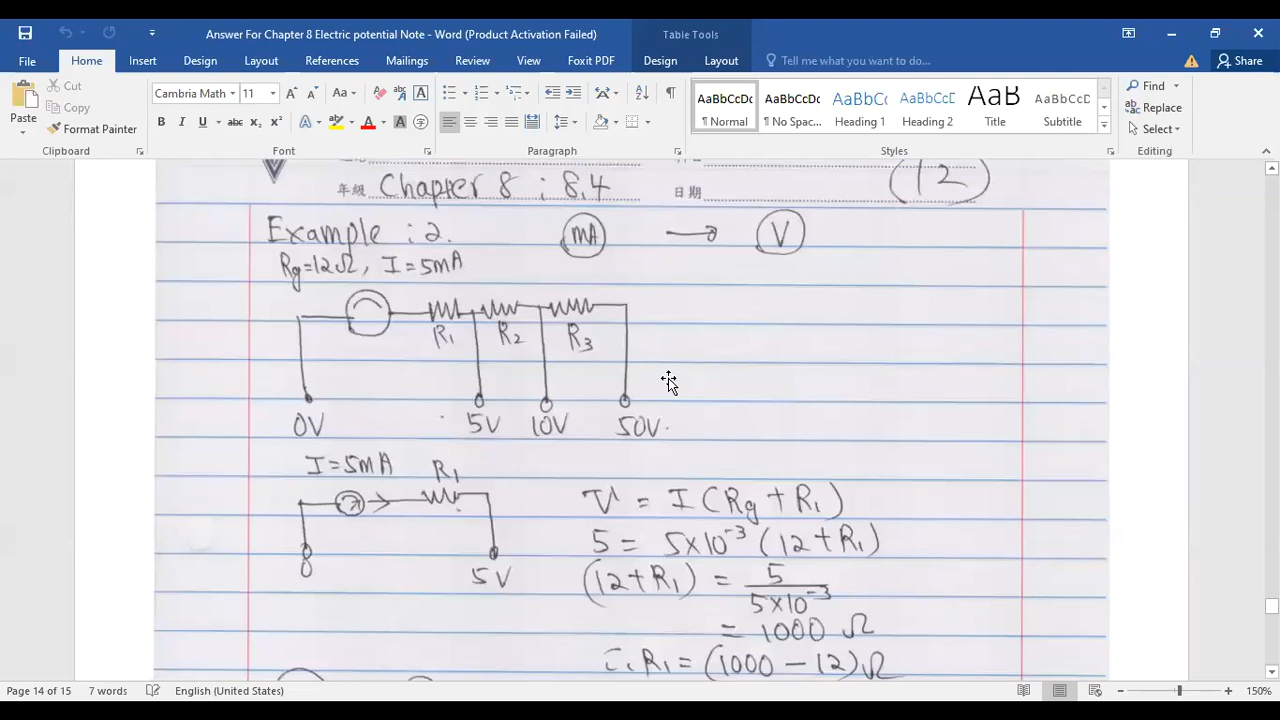 Answer For Chapter 8 Electric potential Note - Word (Product Activation Failed)
Table Tools
File Home Insert Design Layout References Mailings Review View Foxit PDF Design Layout Tell me what you want to do... Share
Cut
Copy
Paste
Format Painter
Clipboard
Cambria Math 11
Font
Paragraph
AaBbCcDc AaBbCcDc AaBbCc AaBbCcD AaB AaBbCcD
¶ Normal ¶ No Spac... Heading 1 Heading 2 Title Subtitle
Styles
Find
Replace
Select
Editing
年級 Chapter 8 : 8.4 日期 12
Example : 2. mA → V
Rg=12Ω, I=5mA
R1 R2 R3
0V 5V 10V 50V
I=5mA R1
0 5V
V = I(Rg + R1)
5 = 5×10⁻³ (12+R1)
(12+R1) = 5 / 5×10⁻³
= 1000 Ω
R1 = (1000 - 12)Ω
Page 14 of 15 7 words English (United States) 150%